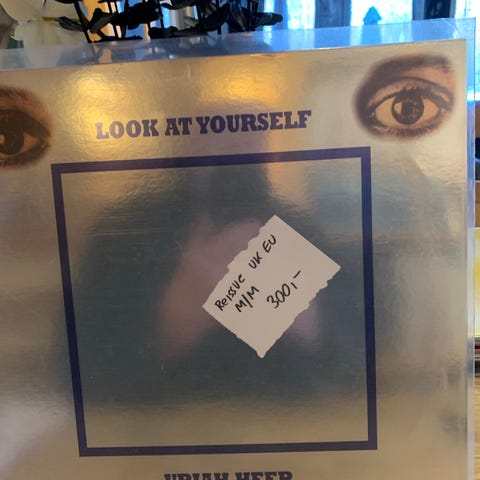 LOOK AT YOURSELF
Reissue UK EU
M/M 300,-
URIAH HEEP